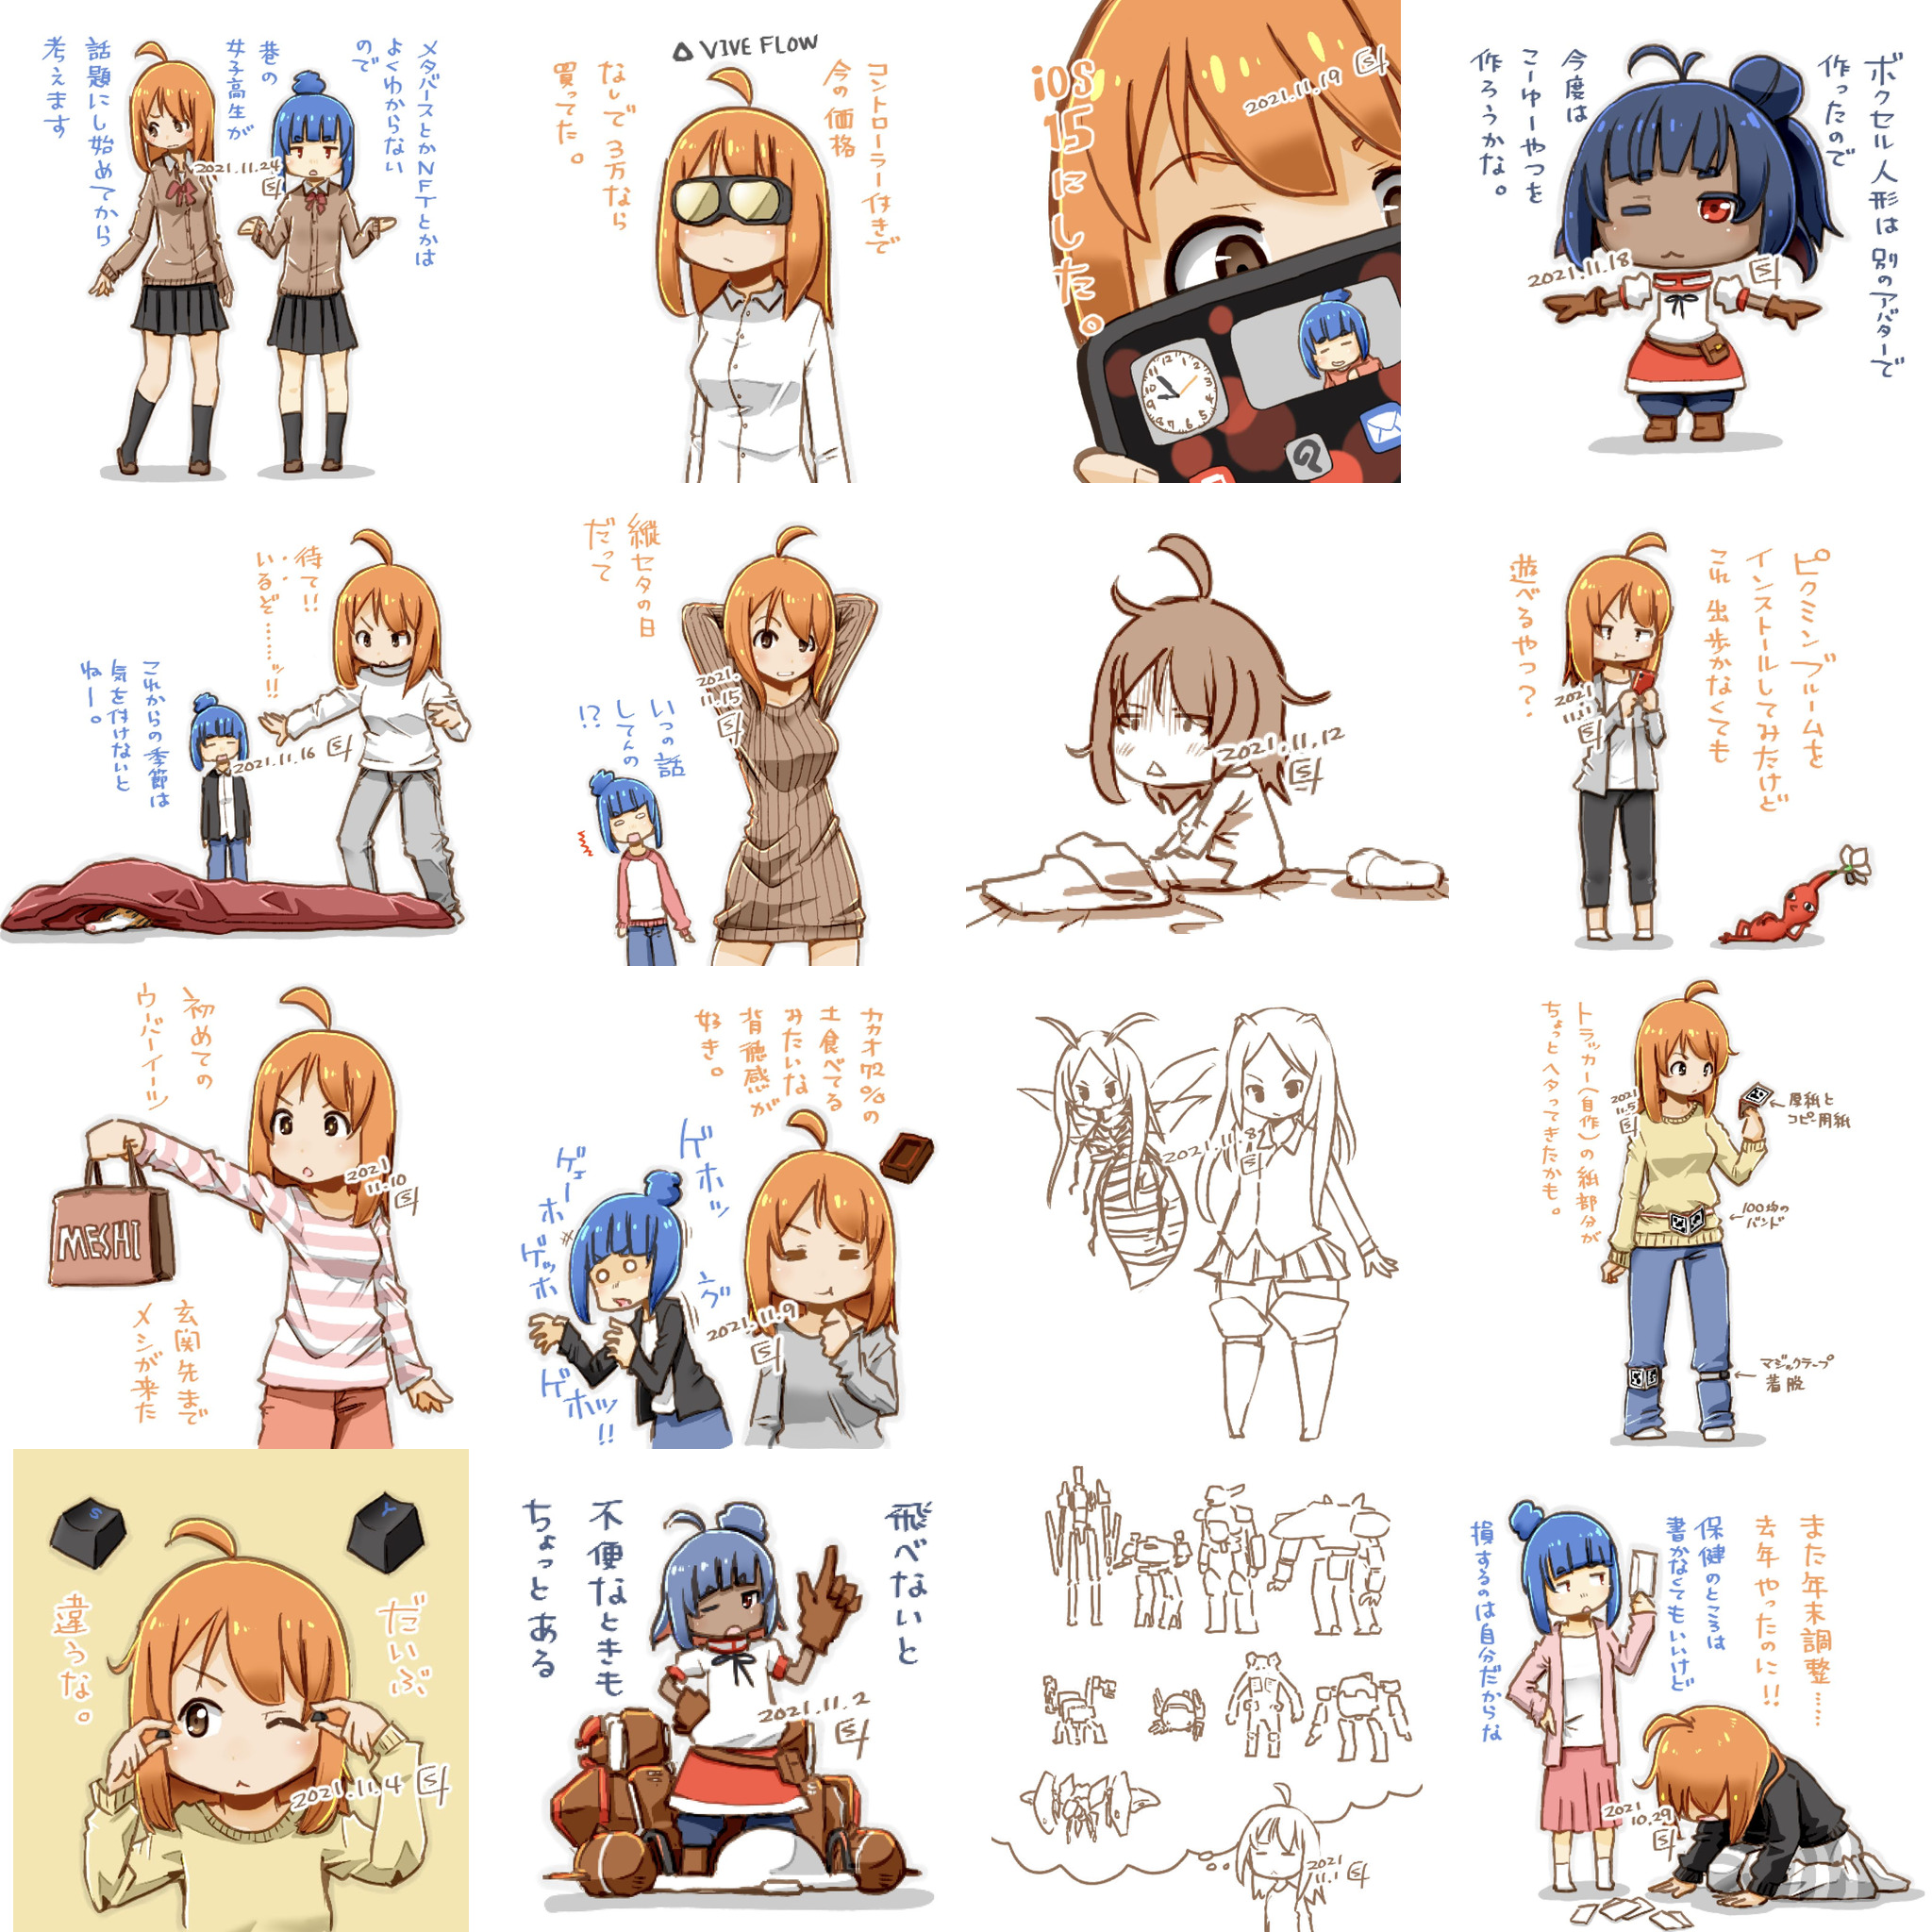 メタバースとかNFTとかは
よくわからない
ので
巷の
女子高生が
話題にし始めてから
考えます
2021.11.24
VIVE FLOW
コントローラー付きで
今の価格
なしで3万なら
買ってた。
iOS
15にした。
2021.11.19
ボクセル人形は別のアバターで
作ったので
今度は
こーゆーやつを
作ろうかな。
2021.11.18
待て!!
いるぞ……ッ!!
これからの季節は
気を付けないと
ねー。
2021.11.16
縦セタの日
だって
いつの話
してんの
!?
2021.
11.15
2021.11.12
ピクミンブルームを
インストールしてみたけど
これ出歩かなくても
遊べるやつ?
2021
11.11
初めての
ウーバーイーツ
MESHI
玄関先まで
メシが来た
2021
11.10
カカオ72%の
土食べてる
みたいな
背徳感が
好き。
ゲホッ
ゲーホ
ゲッホ
ヴ
ゲホホッ!!
2021.11.9
2021.11.8
トラッカー(自作)の紙部分が
ちょっとヘタってきたかも。
厚紙と
コピー用紙
100均の
バンド
マジックテープ
着脱
2021
11.5
S
Y
だいぶ
違うな。
2021.11.4
飛べないと
不便なときも
ちょっとある
2021.11.2
2021
11.1
また年末調整……
去年やったのに!!
保健のところは
書かなくてもいいけど
損するのは自分だからな
2021
10.29